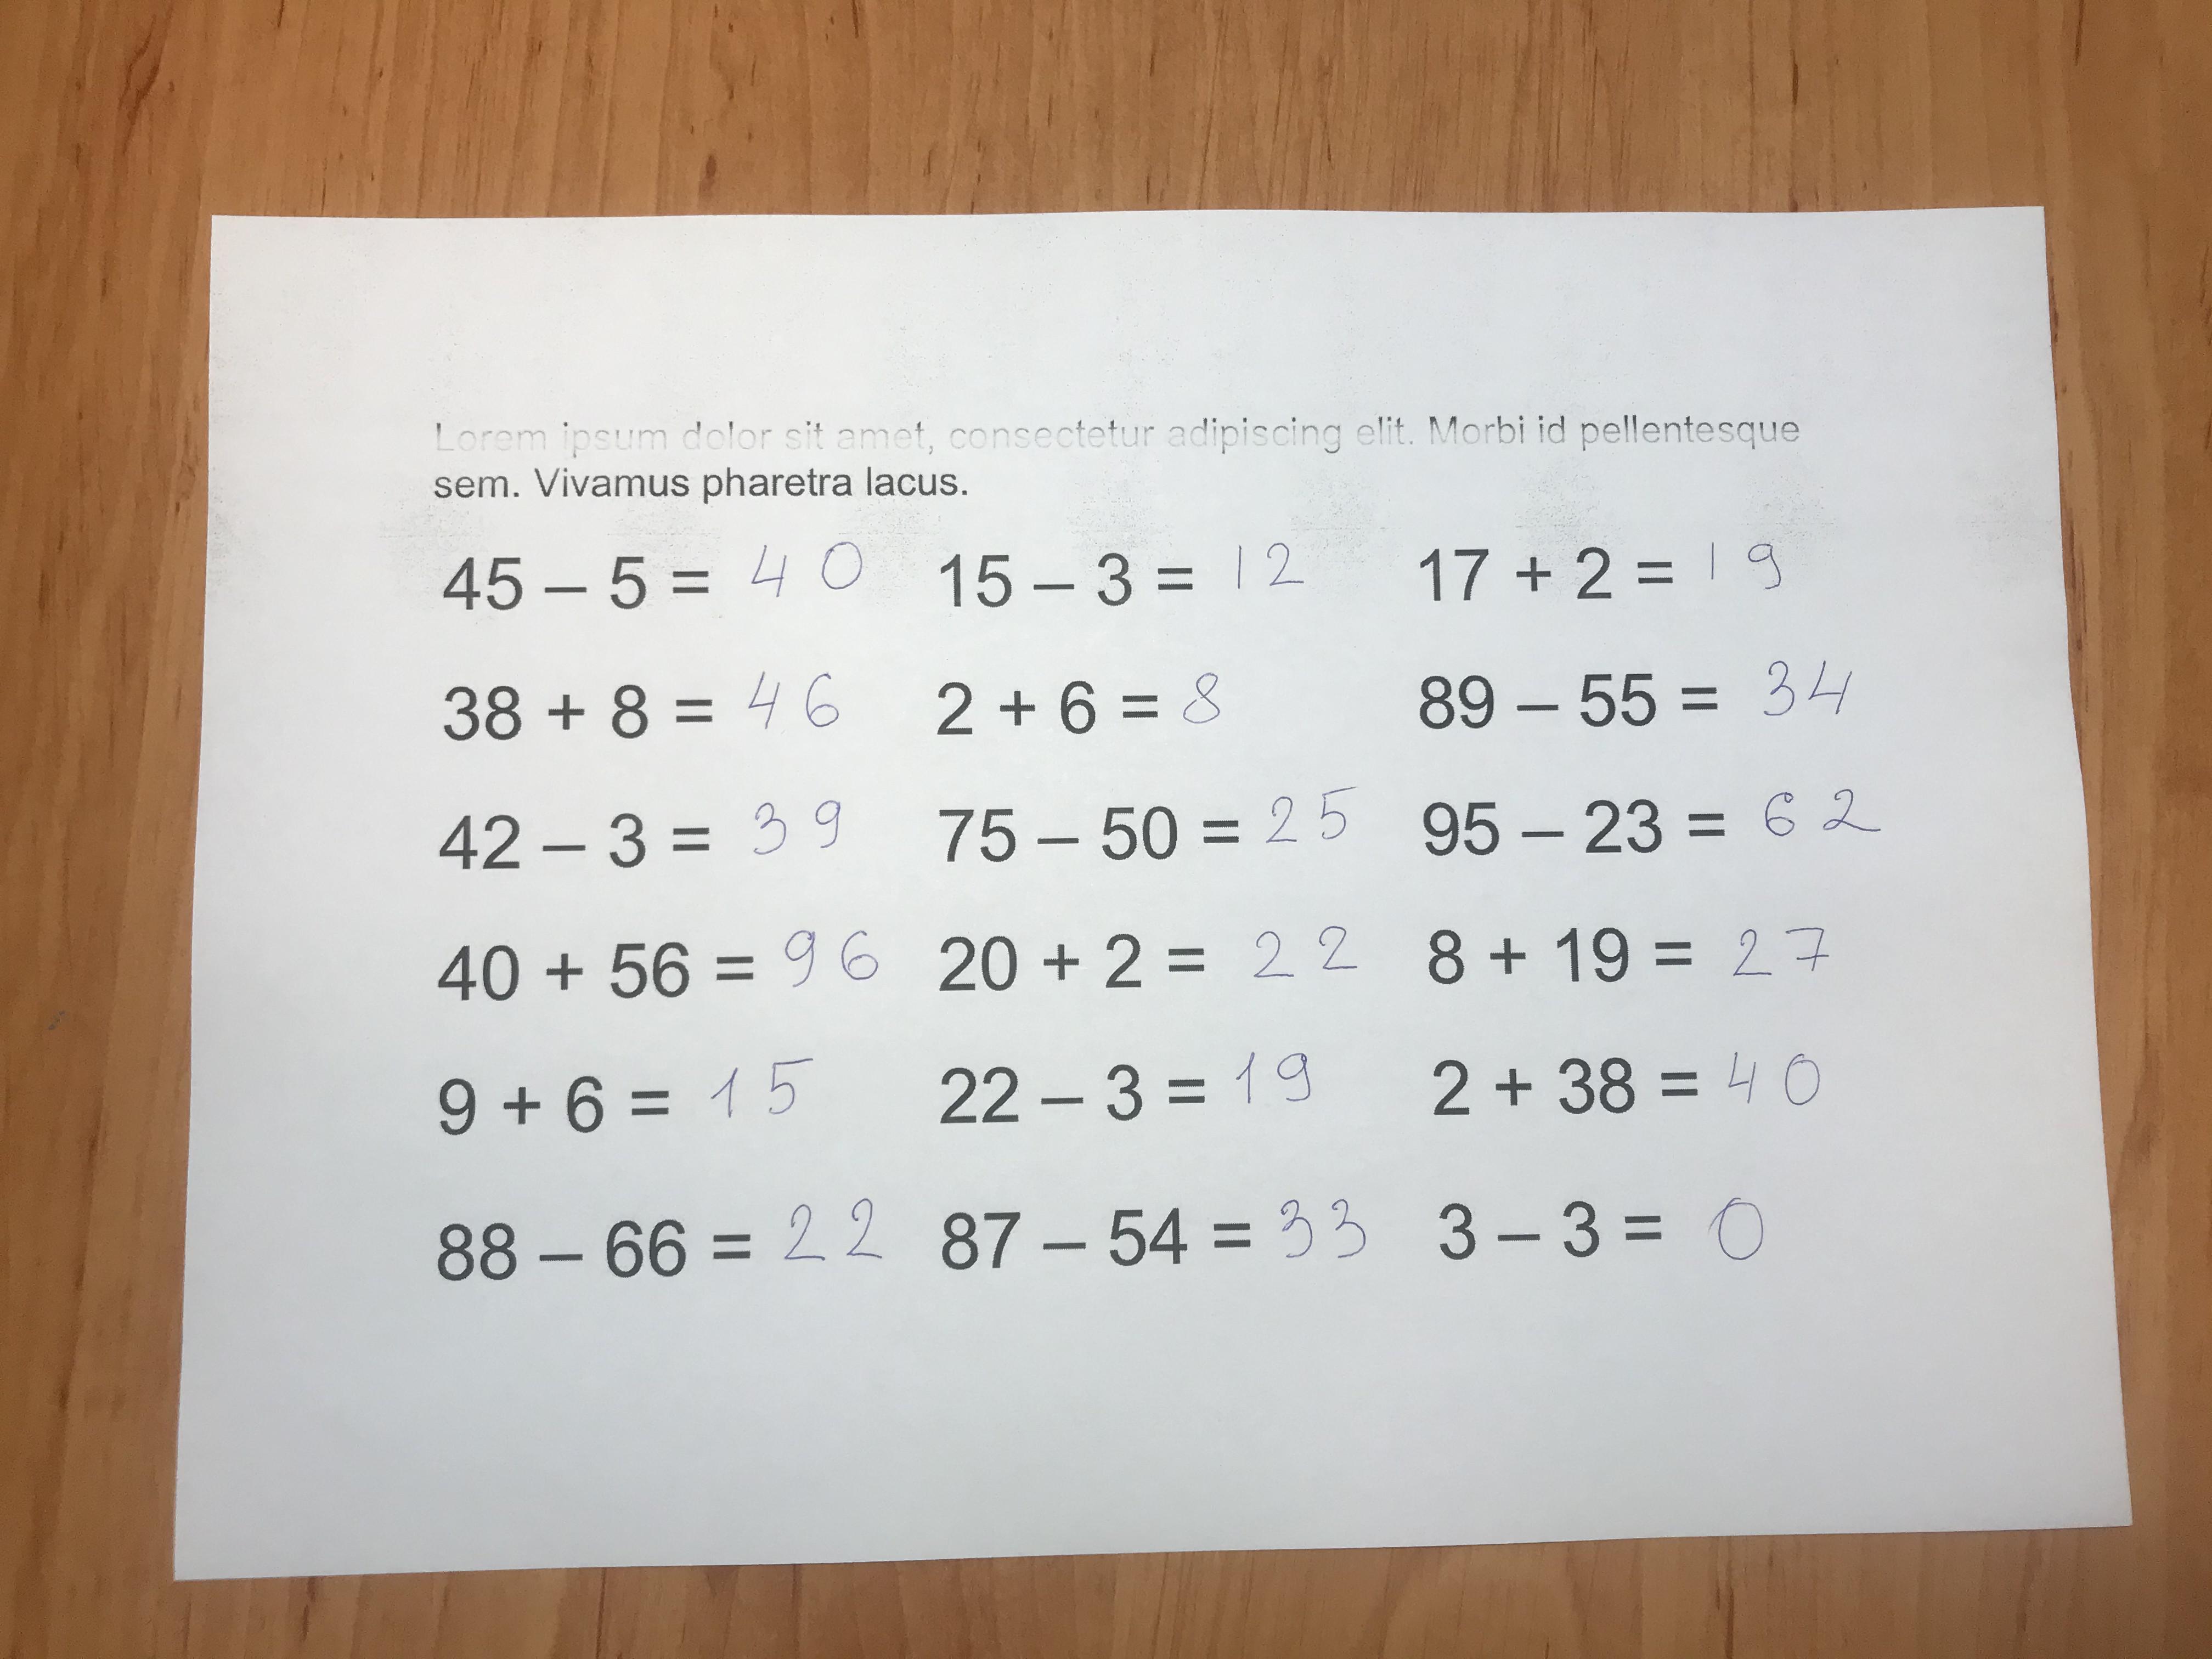 Lorem ipsum dolor sit amet, consectetur adipiscing elit. Morbi id pellentesque
sem. Vivamus pharetra lacus.
45 – 5 = 40 15 – 3 = 12 17 + 2 = 19
38 + 8 = 46 2 + 6 = 8 89 – 55 = 34
42 – 3 = 39 75 – 50 = 25 95 – 23 = 62
40 + 56 = 96 20 + 2 = 22 8 + 19 = 27
9 + 6 = 15 22 – 3 = 19 2 + 38 = 40
88 – 66 = 22 87 – 54 = 33 3 – 3 = 0